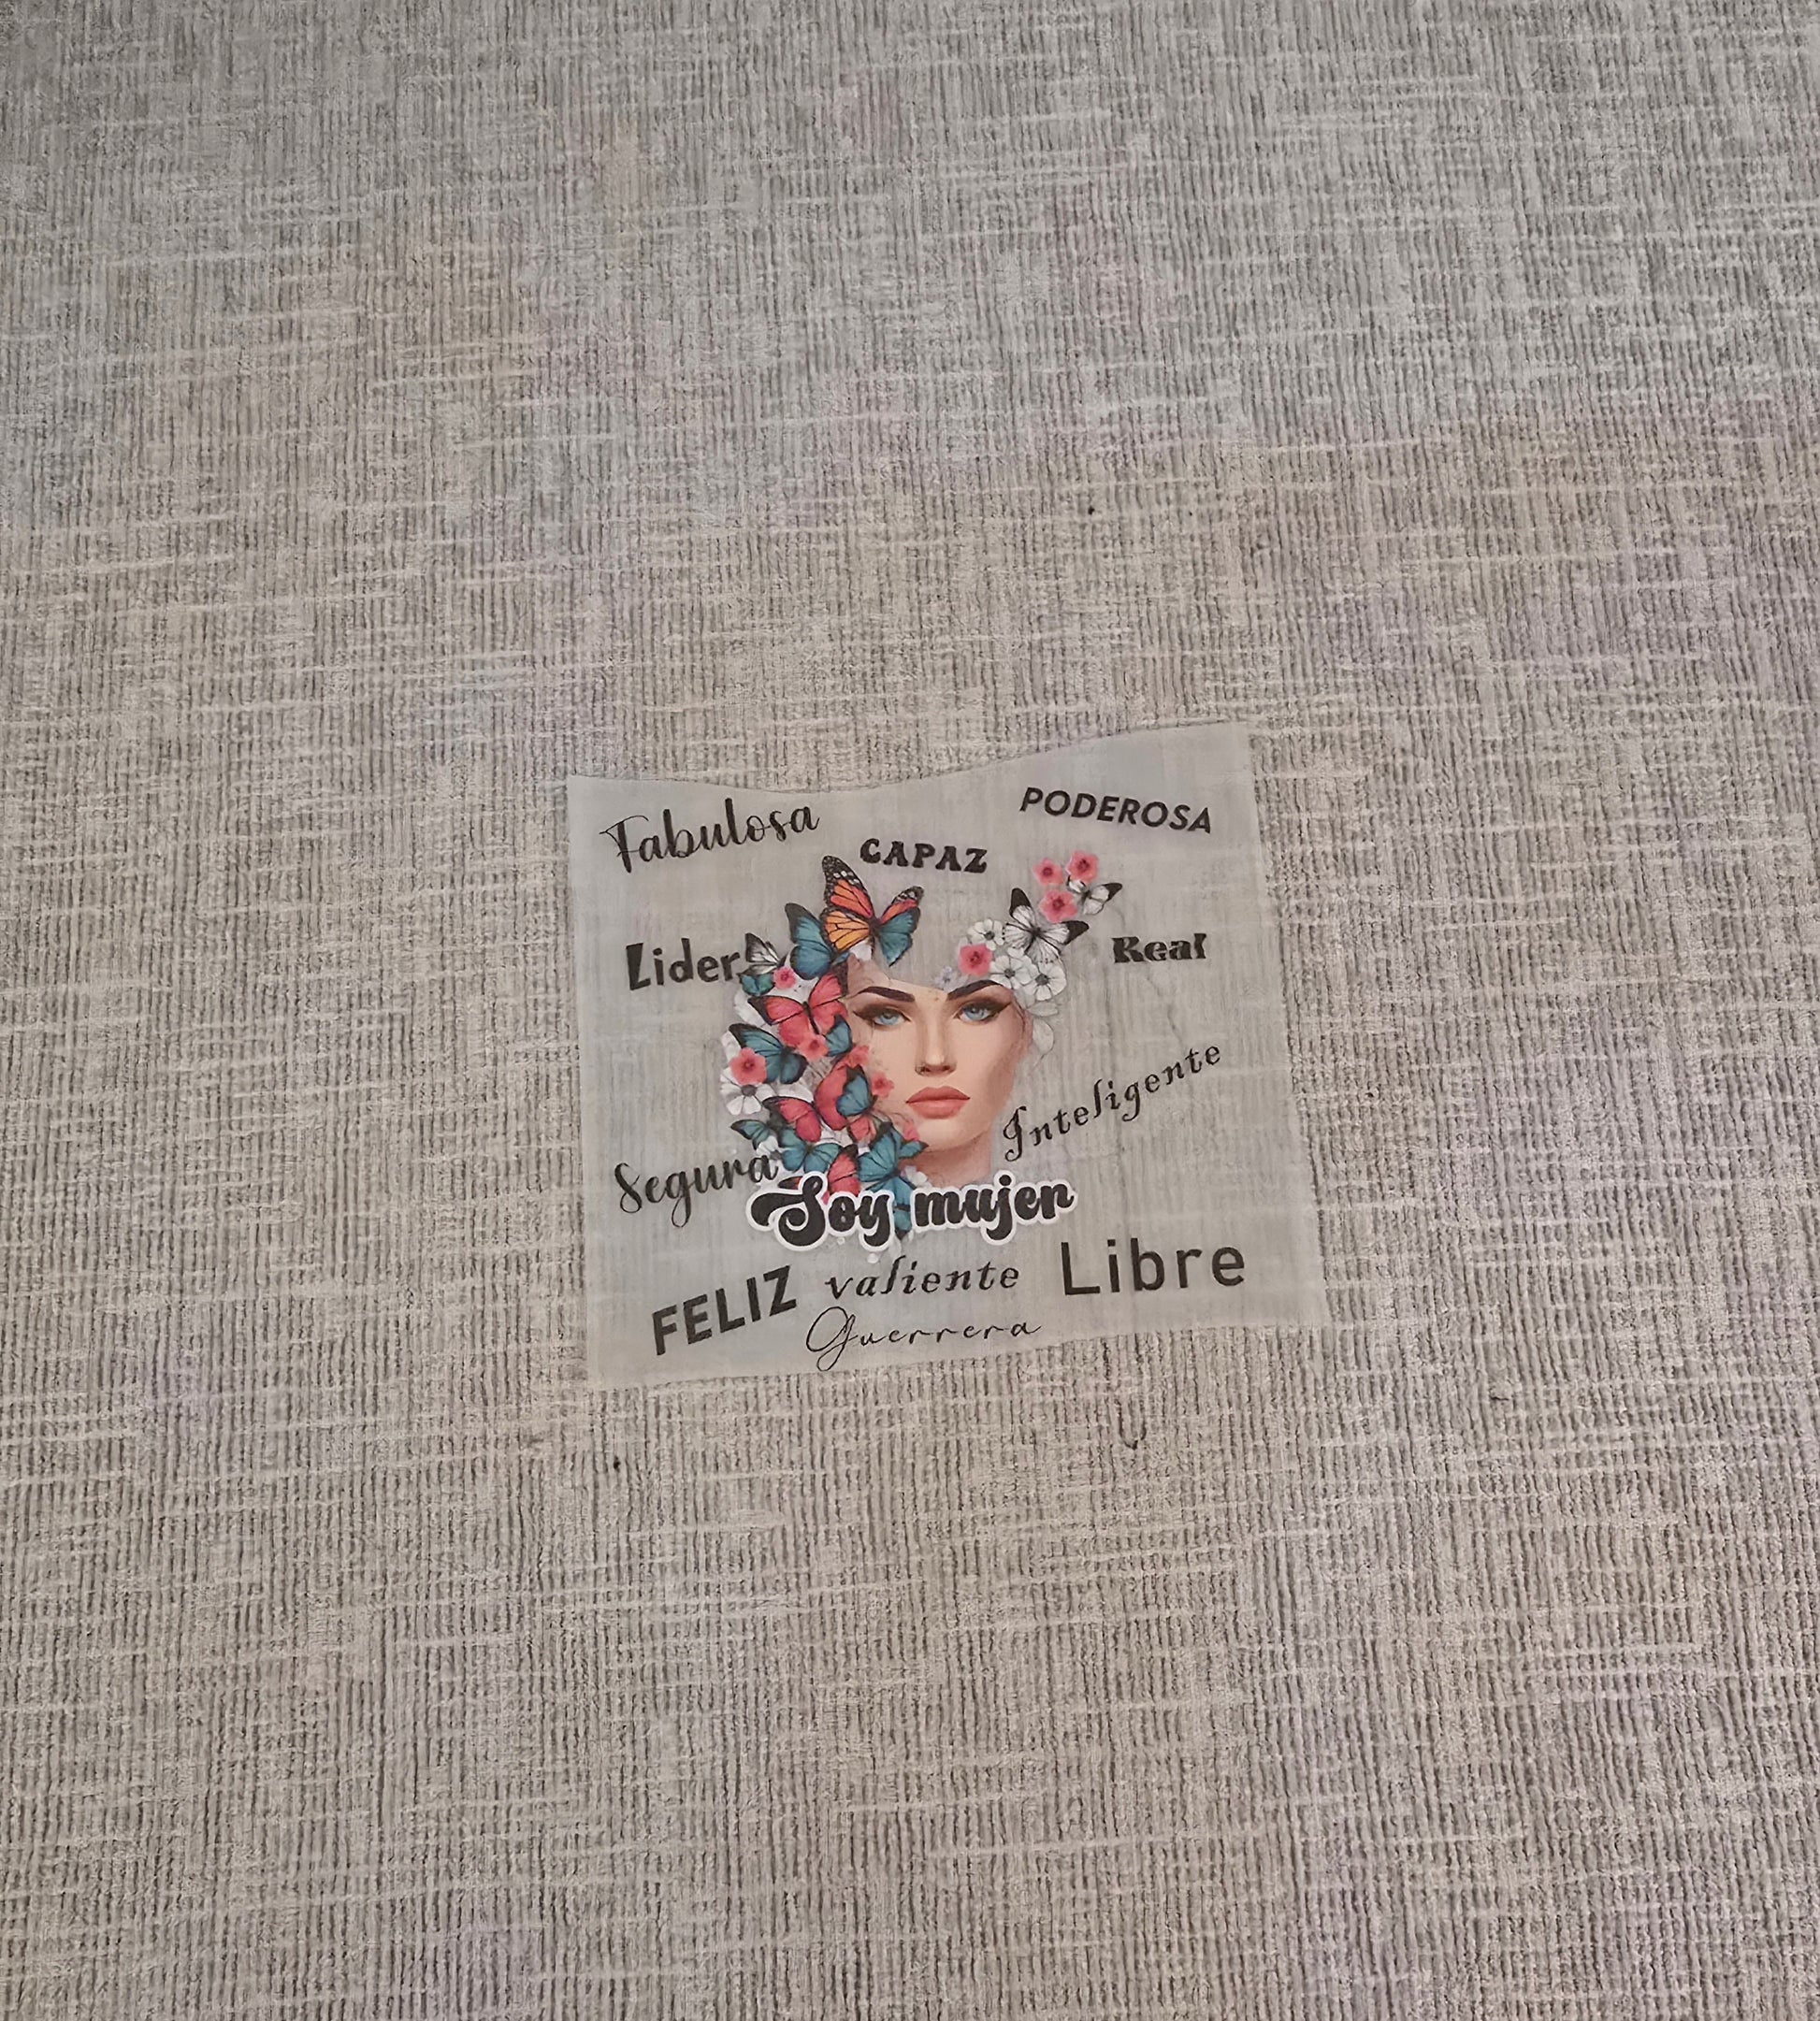 Fabulosa
PODEROSA
CAPAZ
Lider
Real
Inteligente
Segura
Soy mujer
FELIZ valiente Libre
Guerrera